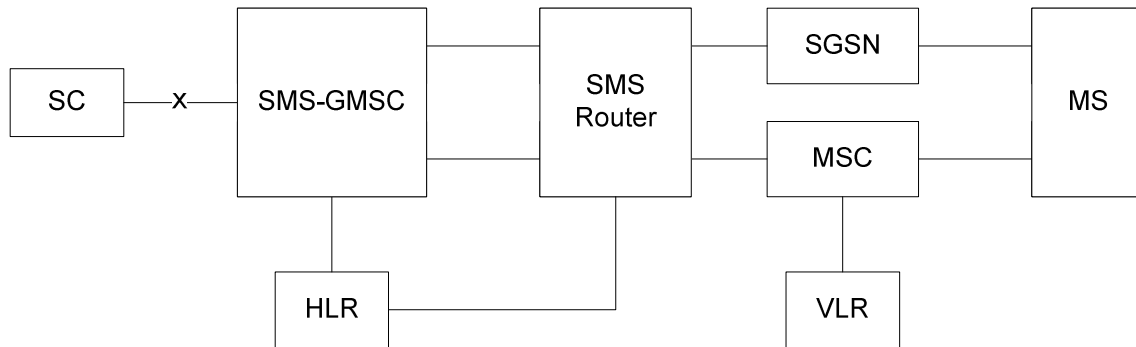 SC
x
SMS-GMSC
SMS
Router
SGSN
MSC
MS
HLR
VLR